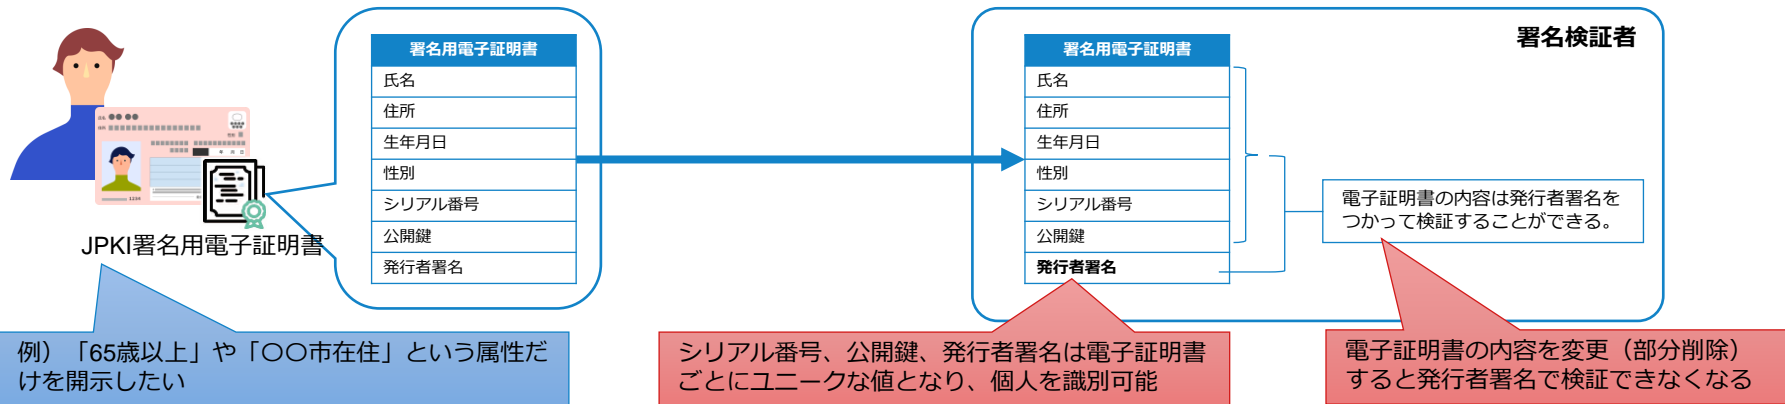 署名用電子証明書
氏名
住所
生年月日
性別
シリアル番号
公開鍵
発行者署名
JPKI署名用電子証明書
例）「65歳以上」や「〇〇市在住」という属性だ
けを開示したい
署名検証者
署名用電子証明書
氏名
住所
生年月日
性別
シリアル番号
公開鍵
発行者署名
電子証明書の内容は発行者署名を
つかって検証することができる。
シリアル番号、公開鍵、発行者署名は電子証明書
ごとにユニークな値となり、個人を識別可能
電子証明書の内容を変更（部分削除）
すると発行者署名で検証できなくなる